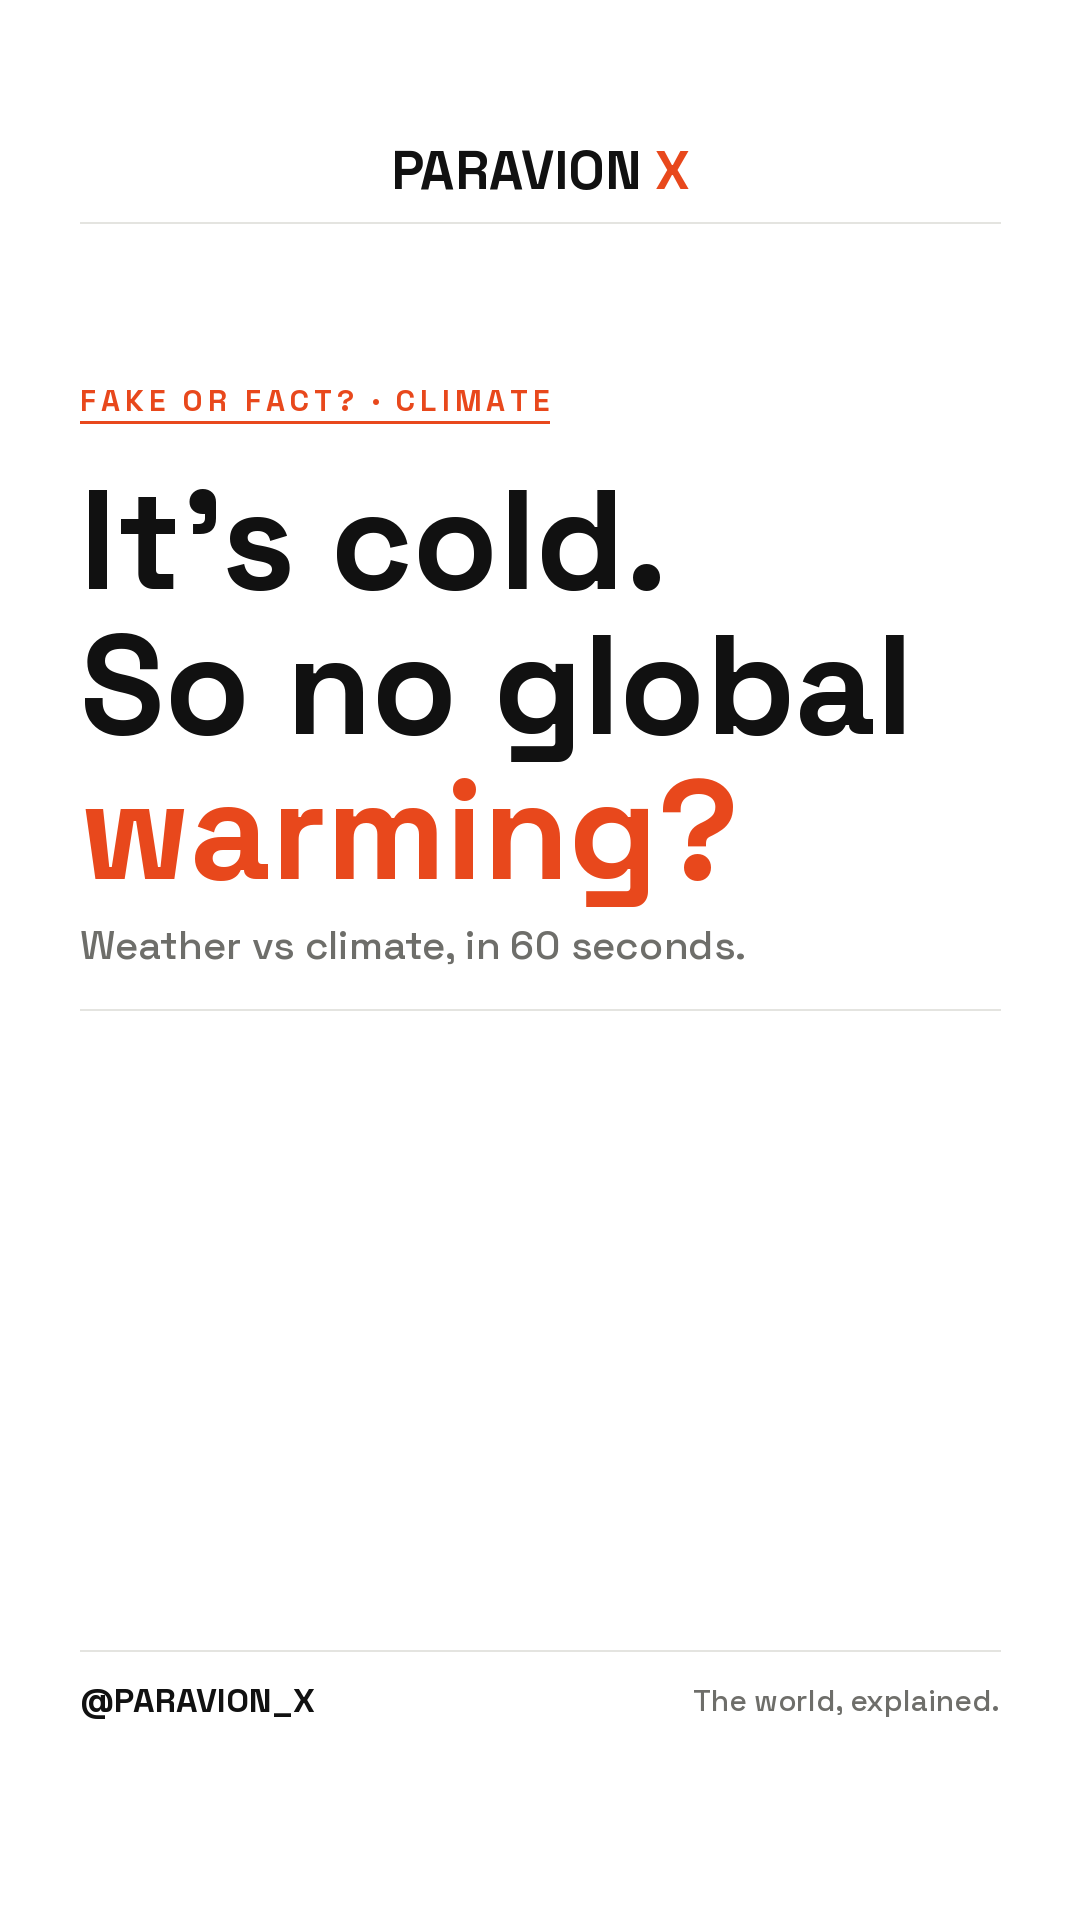 PARAVION X
FAKE OR FACT? · CLIMATE
It’s cold.
So no global
warming?
Weather vs climate, in 60 seconds.
@PARAVION_X
The world, explained.